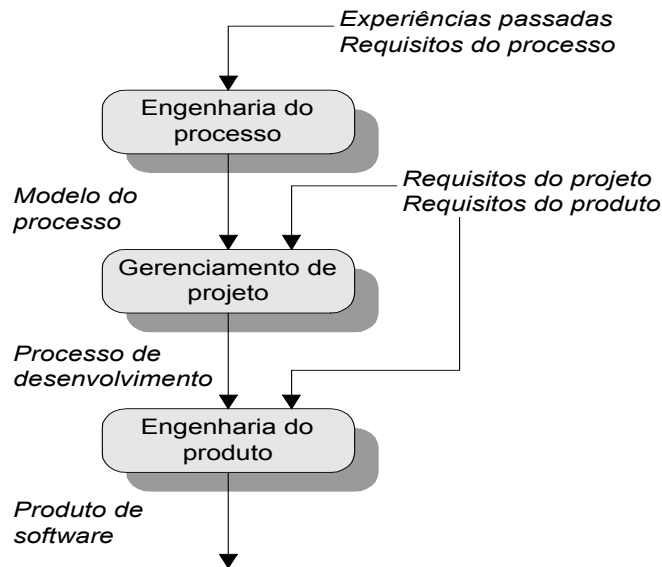 Experiências passadas
Requisitos do processo
Engenharia do
processo
Modelo do
processo
Requisitos do projeto
Requisitos do produto
Gerenciamento de
projeto
Processo de
desenvolvimento
Engenharia do
produto
Produto de
software